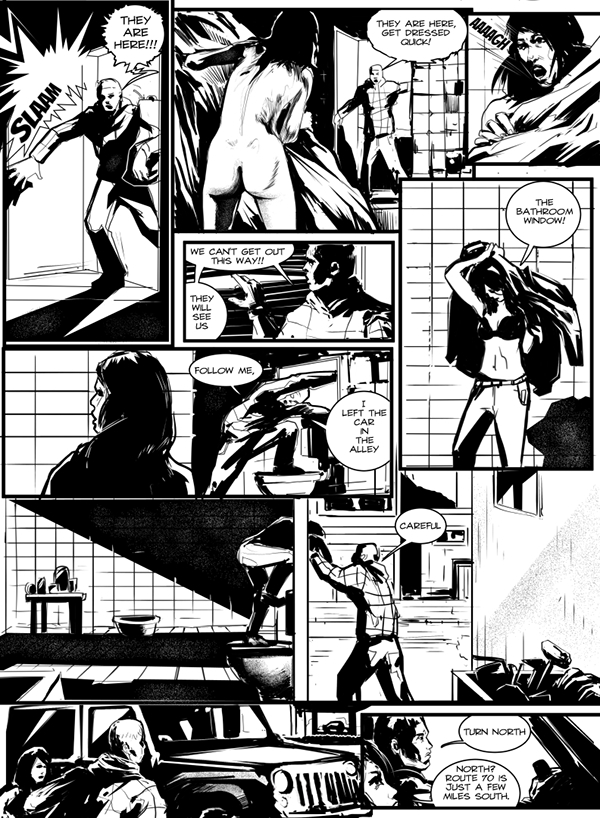 THEY
ARE
HERE!!!
SLAAM
THEY ARE HERE,
GET DRESSED
QUICK!
AAAAGH
WE CAN'T GET OUT
THIS WAY!!
THEY
WILL
SEE
US
THE
BATHROOM
WINDOW!
FOLLOW ME,
I
LEFT THE
CAR
IN
THE
ALLEY
CAREFUL
TURN NORTH
NORTH?
ROUTE 70 IS
JUST A FEW
MILES SOUTH.